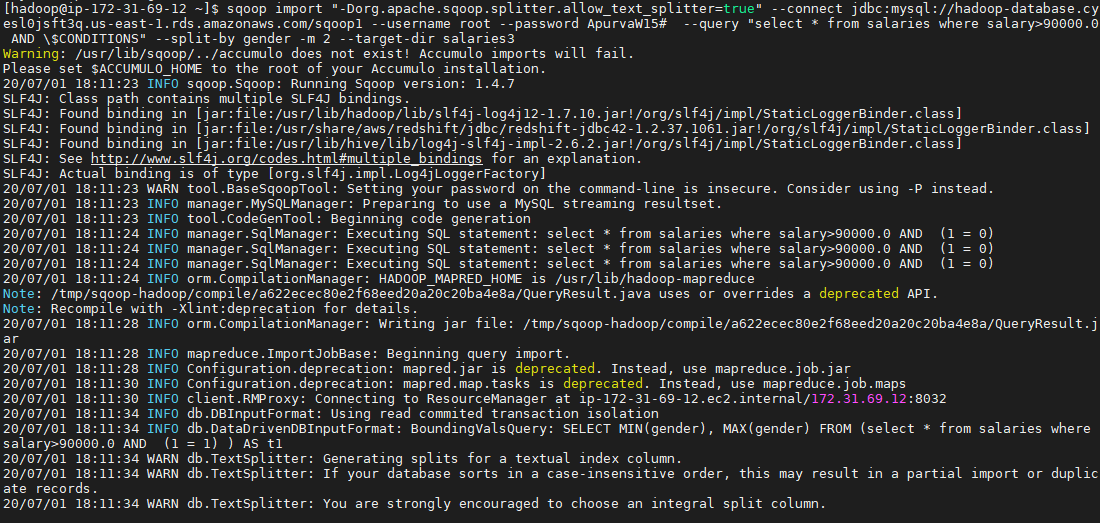 [hadoop@ip-172-31-69-12 ~]$ sqoop import "-Dorg.apache.sqoop.splitter.allow_text_splitter=true" --connect jdbc:mysql://hadoop-database.cy
esl0jsft3q.us-east-1.rds.amazonaws.com/sqoop1 --username root --password ApurvaW15#  --query "select * from salaries where salary>90000.0
 AND \$CONDITIONS" --split-by gender -m 2 --target-dir salaries3
Warning: /usr/lib/sqoop/../accumulo does not exist! Accumulo imports will fail.
Please set $ACCUMULO_HOME to the root of your Accumulo installation.
20/07/01 18:11:23 INFO sqoop.Sqoop: Running Sqoop version: 1.4.7
SLF4J: Class path contains multiple SLF4J bindings.
SLF4J: Found binding in [jar:file:/usr/lib/hadoop/lib/slf4j-log4j12-1.7.10.jar!/org/slf4j/impl/StaticLoggerBinder.class]
SLF4J: Found binding in [jar:file:/usr/share/aws/redshift/jdbc/redshift-jdbc42-1.2.37.1061.jar!/org/slf4j/impl/StaticLoggerBinder.class]
SLF4J: Found binding in [jar:file:/usr/lib/hive/lib/log4j-slf4j-impl-2.6.2.jar!/org/slf4j/impl/StaticLoggerBinder.class]
SLF4J: See http://www.slf4j.org/codes.html#multiple_bindings for an explanation.
SLF4J: Actual binding is of type [org.slf4j.impl.Log4jLoggerFactory]
20/07/01 18:11:23 WARN tool.BaseSqoopTool: Setting your password on the command-line is insecure. Consider using -P instead.
20/07/01 18:11:23 INFO manager.MySQLManager: Preparing to use a MySQL streaming resultset.
20/07/01 18:11:23 INFO tool.CodeGenTool: Beginning code generation
20/07/01 18:11:24 INFO manager.SqlManager: Executing SQL statement: select * from salaries where salary>90000.0 AND  (1 = 0)
20/07/01 18:11:24 INFO manager.SqlManager: Executing SQL statement: select * from salaries where salary>90000.0 AND  (1 = 0)
20/07/01 18:11:24 INFO manager.SqlManager: Executing SQL statement: select * from salaries where salary>90000.0 AND  (1 = 0)
20/07/01 18:11:24 INFO orm.CompilationManager: HADOOP_MAPRED_HOME is /usr/lib/hadoop-mapreduce
Note: /tmp/sqoop-hadoop/compile/a622ecec80e2f68eed20a20c20ba4e8a/QueryResult.java uses or overrides a deprecated API.
Note: Recompile with -Xlint:deprecation for details.
20/07/01 18:11:28 INFO orm.CompilationManager: Writing jar file: /tmp/sqoop-hadoop/compile/a622ecec80e2f68eed20a20c20ba4e8a/QueryResult.j
ar
20/07/01 18:11:28 INFO mapreduce.ImportJobBase: Beginning query import.
20/07/01 18:11:28 INFO Configuration.deprecation: mapred.jar is deprecated. Instead, use mapreduce.job.jar
20/07/01 18:11:30 INFO Configuration.deprecation: mapred.map.tasks is deprecated. Instead, use mapreduce.job.maps
20/07/01 18:11:30 INFO client.RMProxy: Connecting to ResourceManager at ip-172-31-69-12.ec2.internal/172.31.69.12:8032
20/07/01 18:11:34 INFO db.DBInputFormat: Using read commited transaction isolation
20/07/01 18:11:34 INFO db.DataDrivenDBInputFormat: BoundingValsQuery: SELECT MIN(gender), MAX(gender) FROM (select * from salaries where
salary>90000.0 AND  (1 = 1) ) AS t1
20/07/01 18:11:34 WARN db.TextSplitter: Generating splits for a textual index column.
20/07/01 18:11:34 WARN db.TextSplitter: If your database sorts in a case-insensitive order, this may result in a partial import or duplic
ate records.
20/07/01 18:11:34 WARN db.TextSplitter: You are strongly encouraged to choose an integral split column.